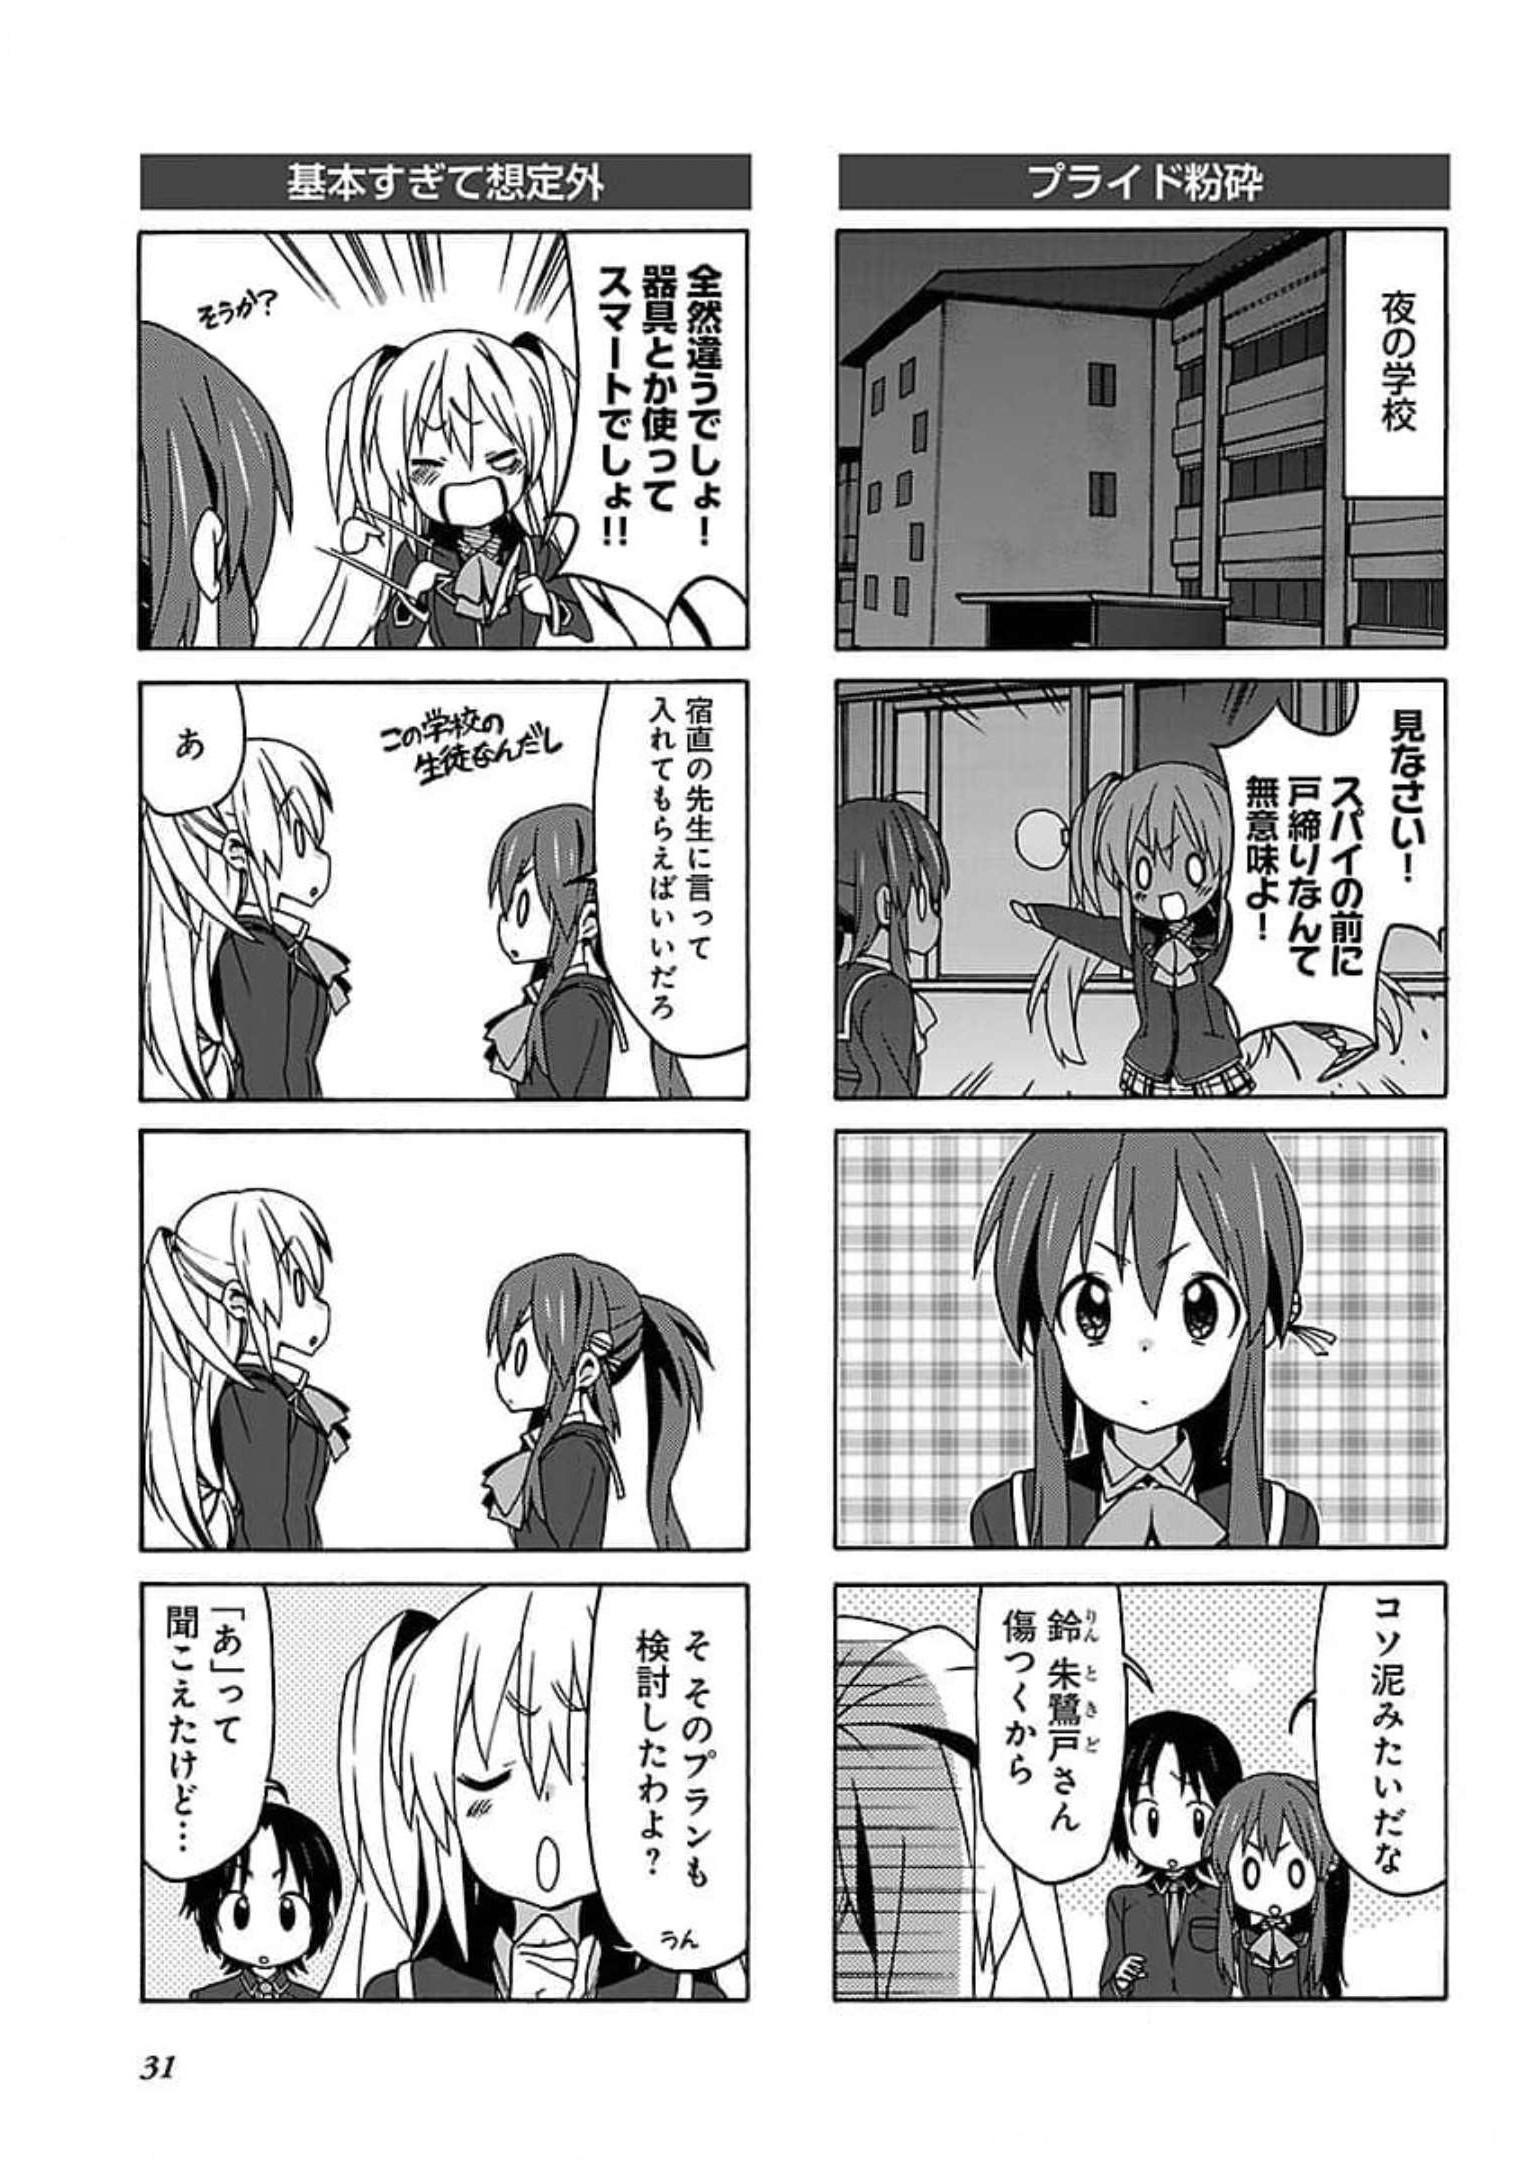 プライド粉砕
夜の学校
見なさい!
スパイの前に
戸締りなんて
無意味よ!
コソ泥みたいだな
鈴朱鷺戸さん
りんときど
傷つくから
基本すぎて想定外
全然違うでしょ!
器具とか使って
スマートでしょ!!
そうか?
宿直の先生に言って
入れてもらえばいいだろ
この学校の
生徒なんだし
あ
そ そのプランも
検討したわよ?
うん
「あ」って
聞こえたけど…
31